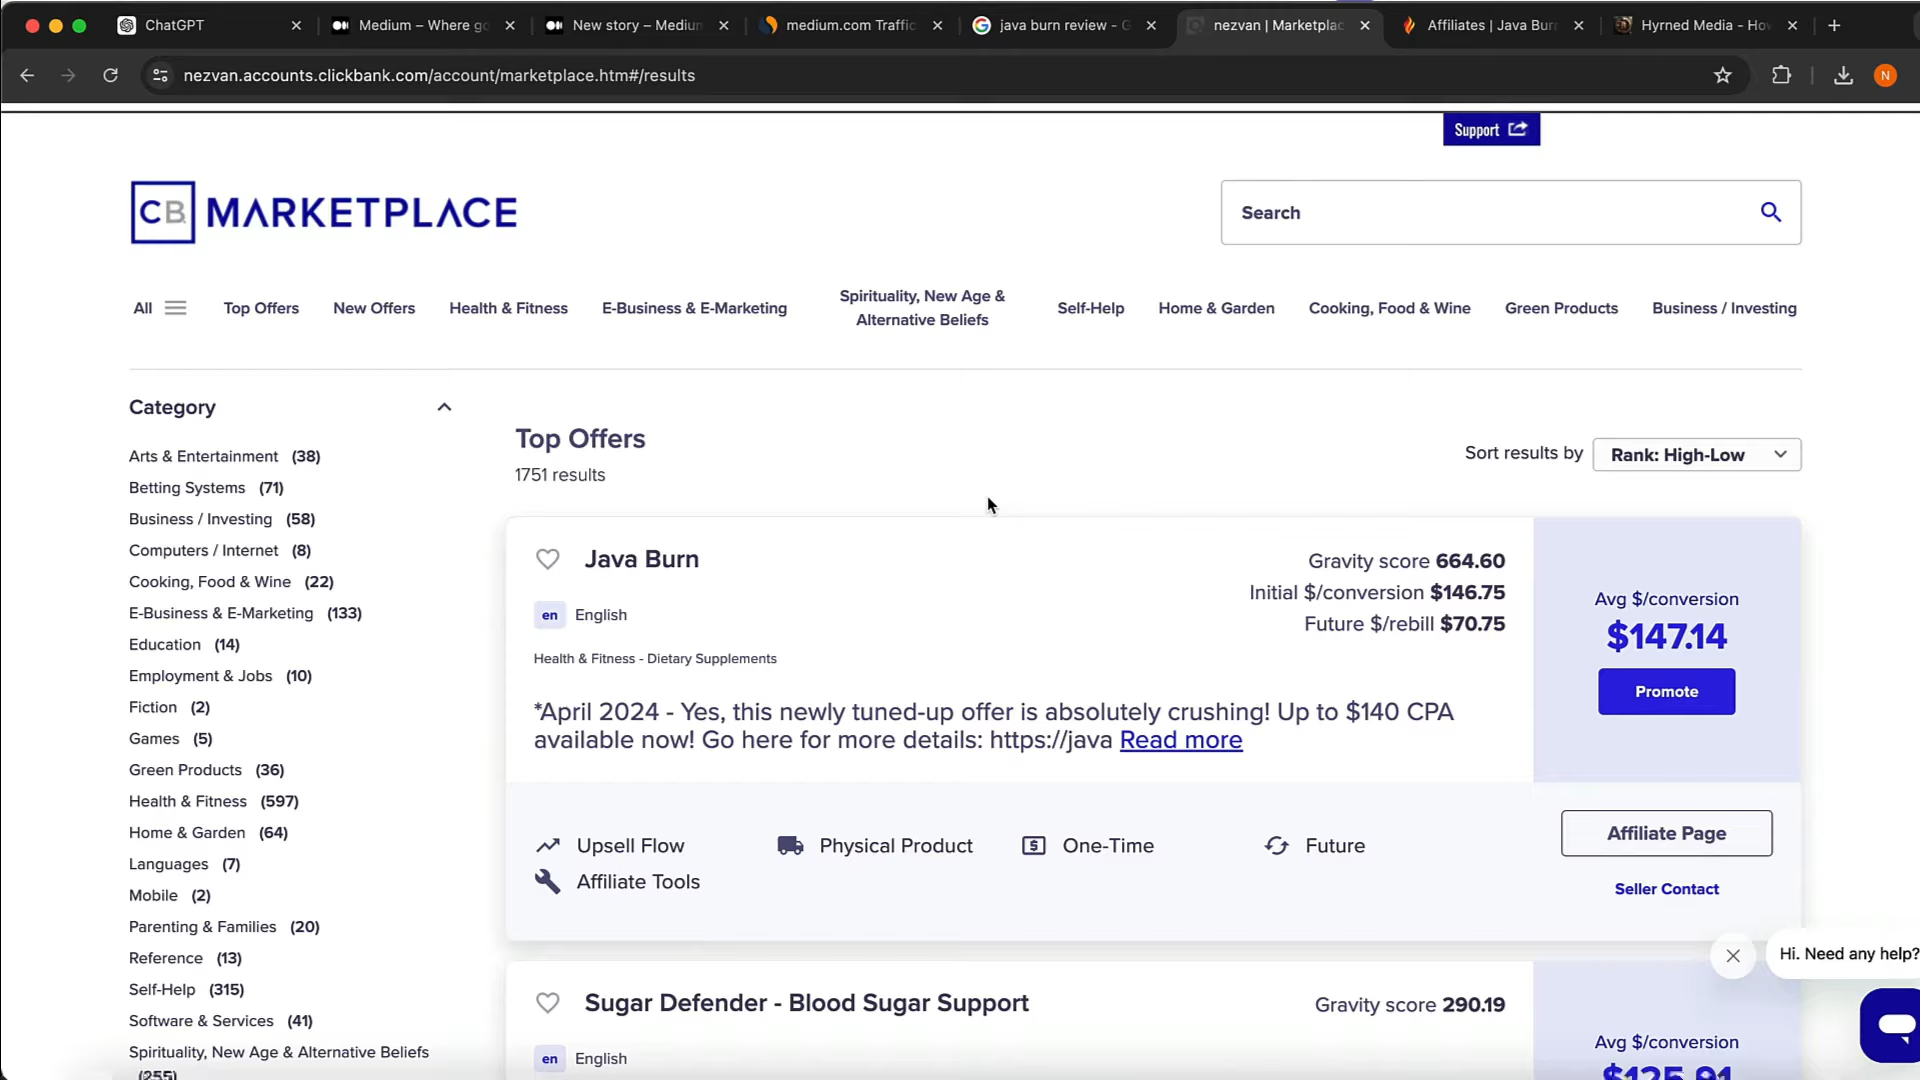 ChatGPT
Medium – Where go
New story – Medium
medium.com Traffic
java burn review - G
nezvan | Marketplac
Affiliates | Java Bur
Hyrned Media - Ho
nezvan.accounts.clickbank.com/account/marketplace.htm#/results
N
Support
CB MARKETPLACE
Search
All
Top Offers
New Offers
Health & Fitness
E-Business & E-Marketing
Spirituality, New Age &
Alternative Beliefs
Self-Help
Home & Garden
Cooking, Food & Wine
Green Products
Business / Investing
Category
Arts & Entertainment (38)
Betting Systems (71)
Business / Investing (58)
Computers / Internet (8)
Cooking, Food & Wine (22)
E-Business & E-Marketing (133)
Education (14)
Employment & Jobs (10)
Fiction (2)
Games (5)
Green Products (36)
Health & Fitness (597)
Home & Garden (64)
Languages (7)
Mobile (2)
Parenting & Families (20)
Reference (13)
Self-Help (315)
Software & Services (41)
Spirituality, New Age & Alternative Beliefs
(255)
Top Offers
1751 results
Sort results by Rank: High-Low
Java Burn
en English
Health & Fitness - Dietary Supplements
Gravity score 664.60
Initial $/conversion $146.75
Future $/rebill $70.75
*April 2024 - Yes, this newly tuned-up offer is absolutely crushing! Up to $140 CPA
available now! Go here for more details: https://java Read more
Avg $/conversion
$147.14
Promote
Upsell Flow
Physical Product
One-Time
Future
Affiliate Tools
Affiliate Page
Seller Contact
Sugar Defender - Blood Sugar Support
en English
Gravity score 290.19
Avg $/conversion
$125.91
Hi. Need any help?